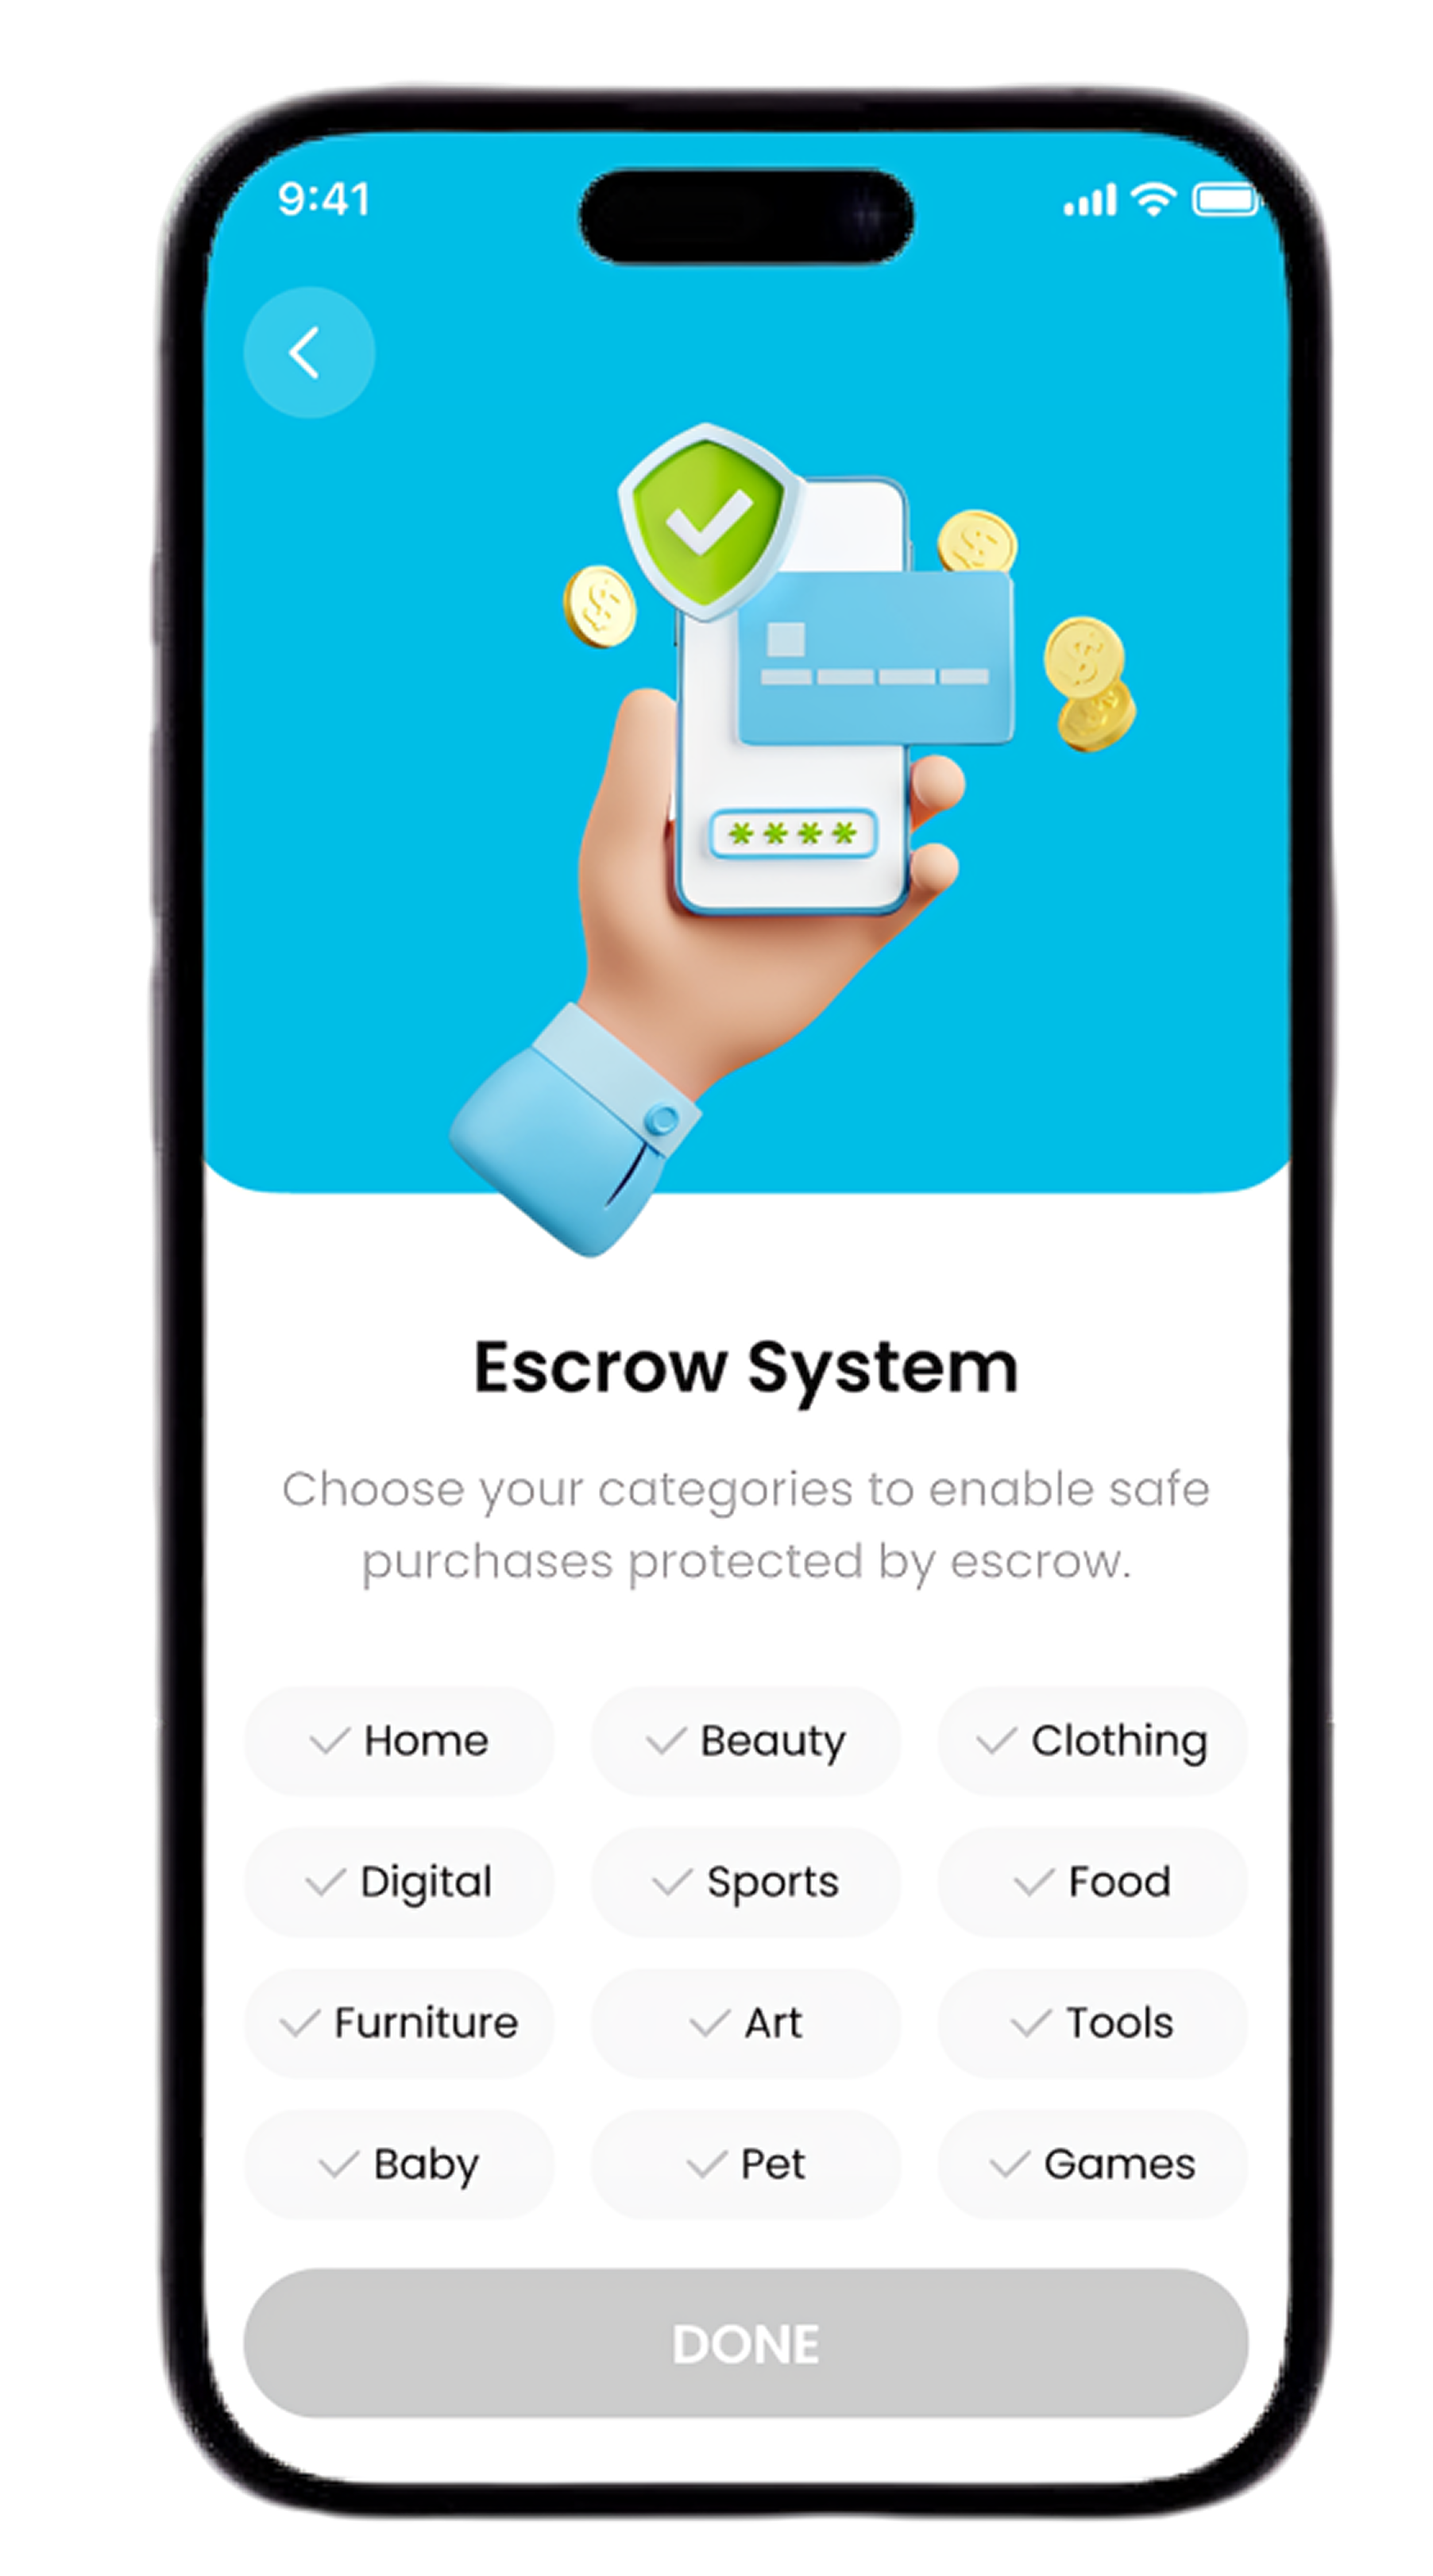 9:41
Escrow System
Choose your categories to enable safe
purchases protected by escrow.
Home Beauty Clothing
Digital Sports Food
Furniture Art Tools
Baby Pet Games
DONE